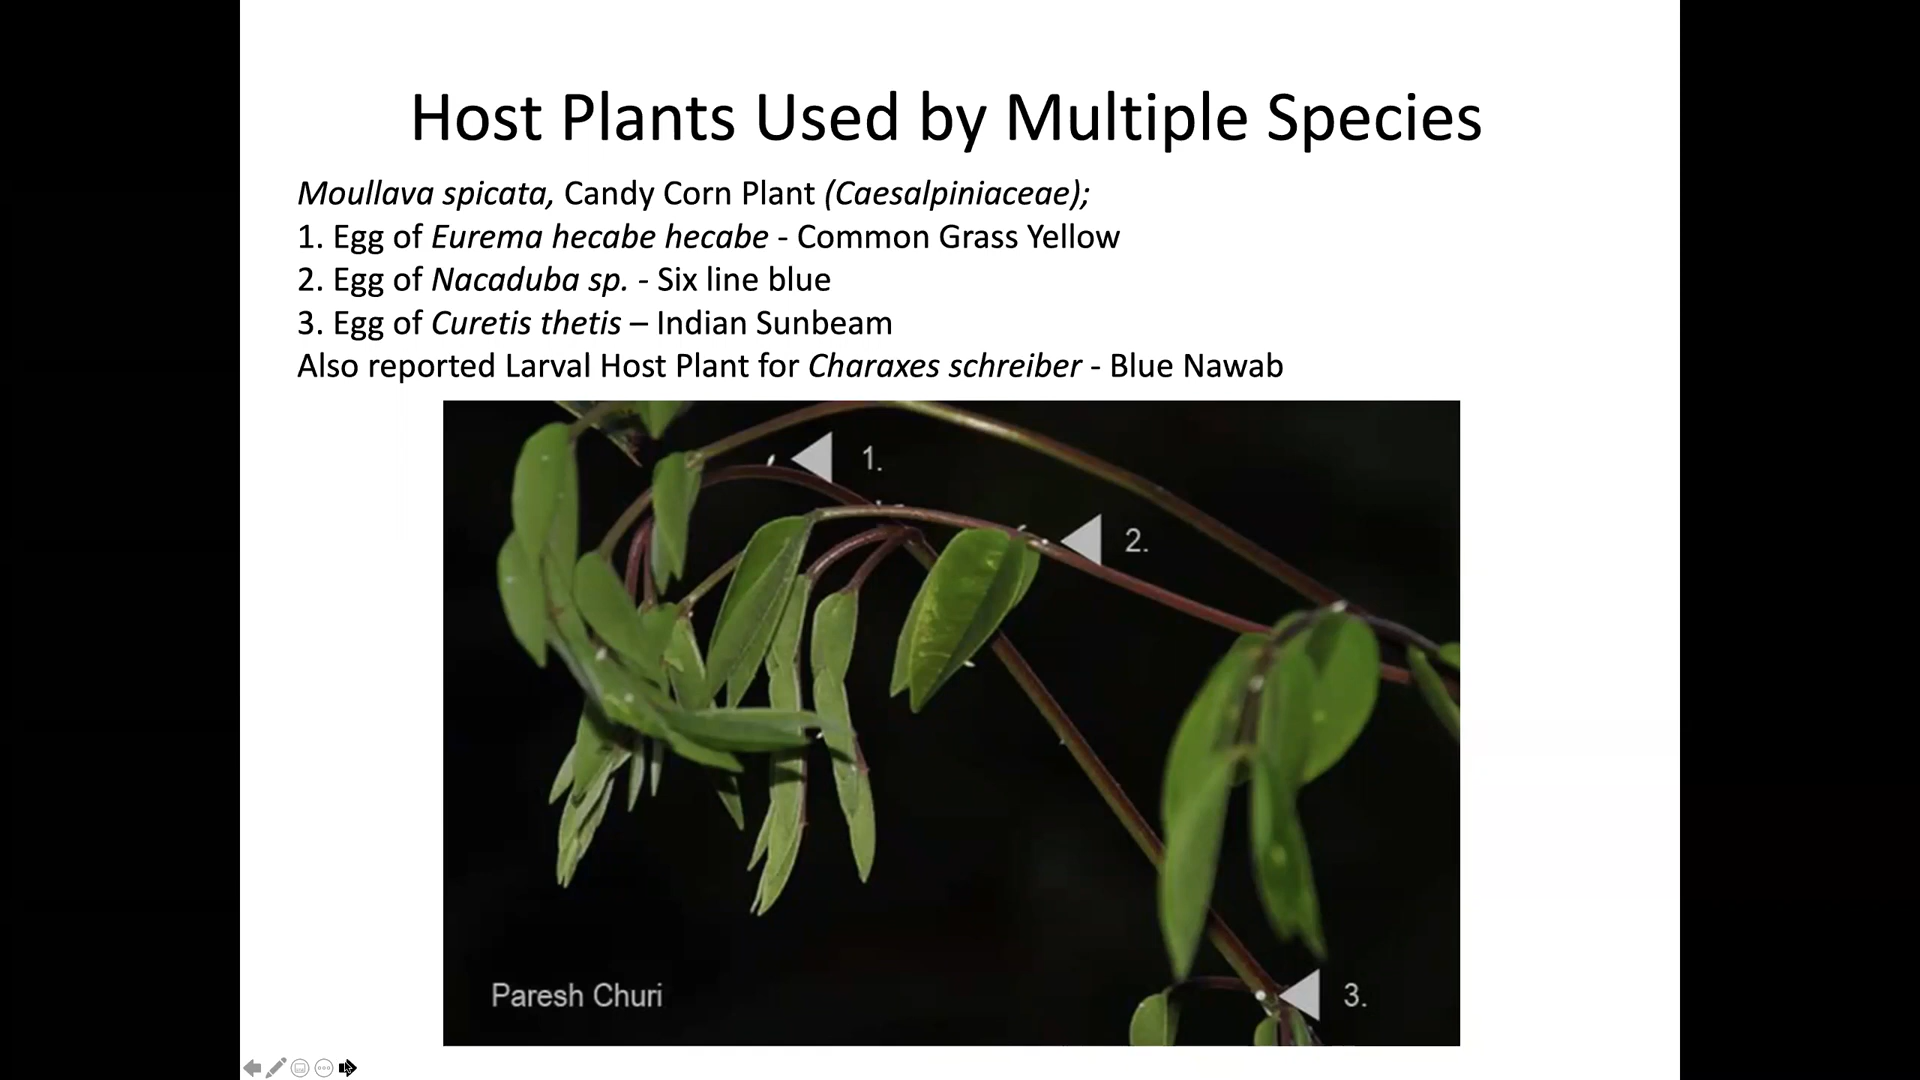 Host Plants Used by Multiple Species
Moullava spicata, Candy Corn Plant (Caesalpiniaceae);
1. Egg of Eurema hecabe hecabe - Common Grass Yellow
2. Egg of Nacaduba sp. - Six line blue
3. Egg of Curetis thetis – Indian Sunbeam
Also reported Larval Host Plant for Charaxes schreiber - Blue Nawab
1.
2.
3.
Paresh Churi